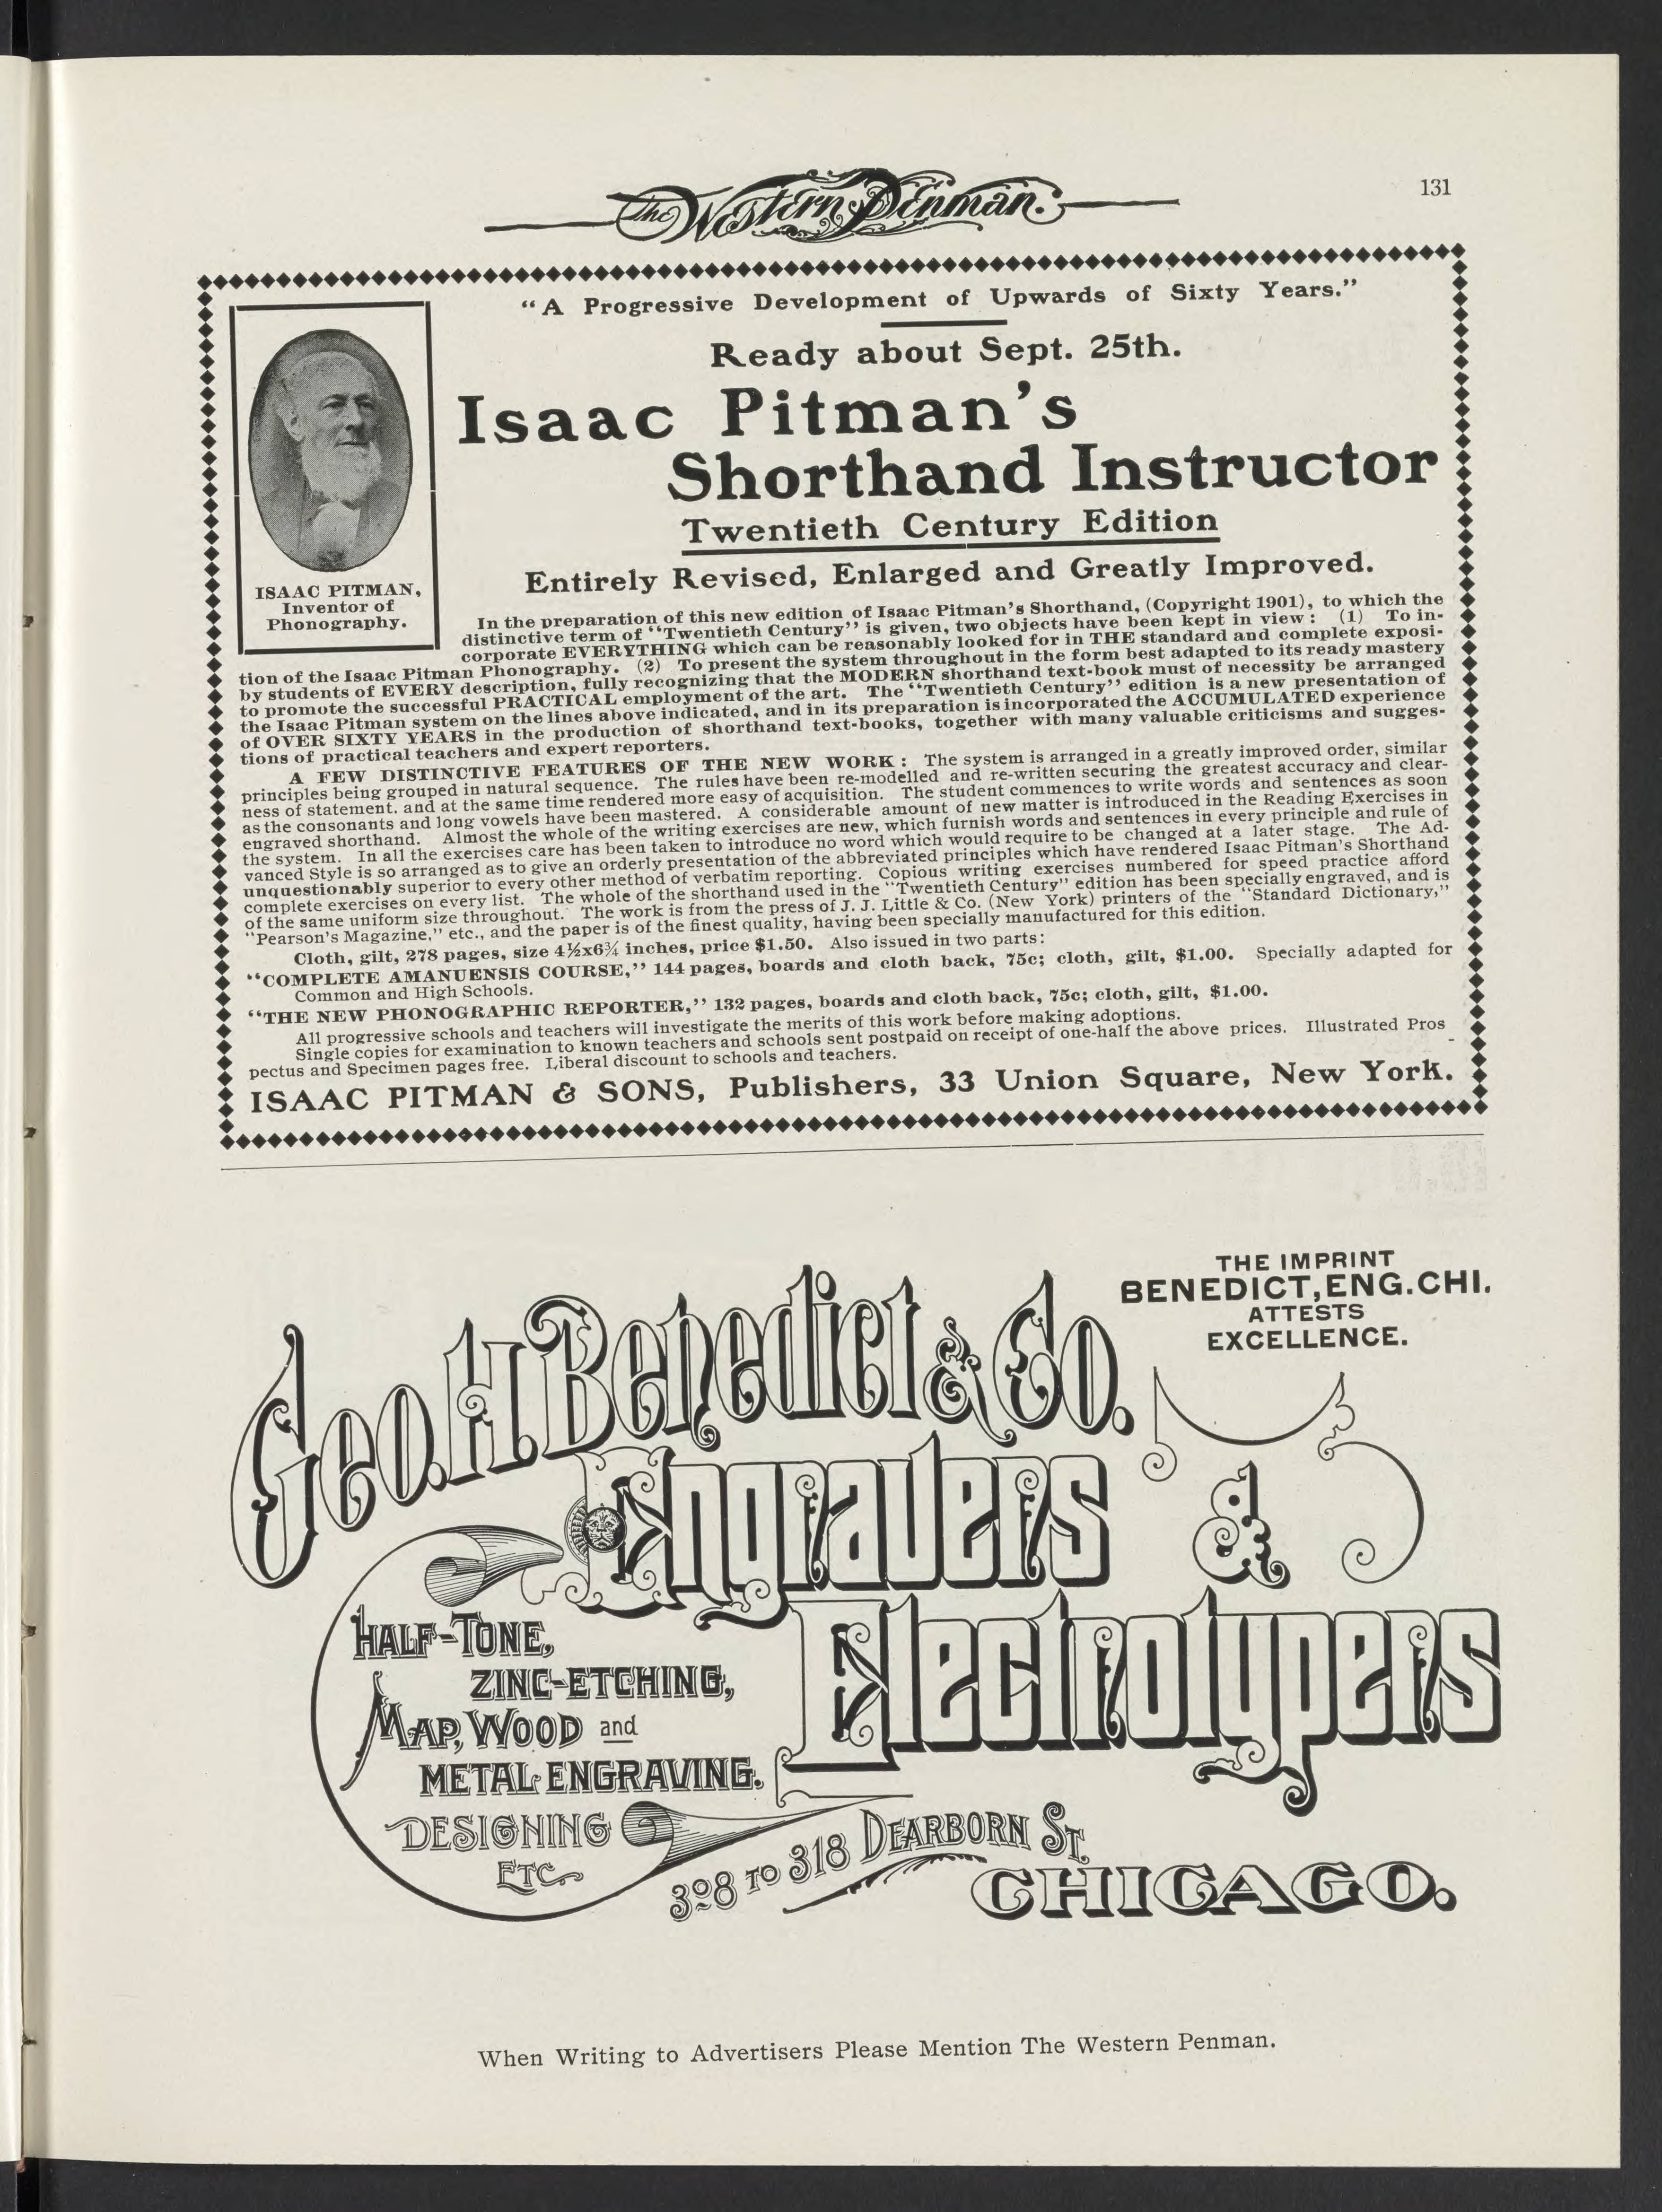 The Western Penman.
131
"A Progressive Development of Upwards of Sixty Years."
Ready about Sept. 25th.
Isaac Pitman's
Shorthand Instructor
Twentieth Century Edition
Entirely Revised, Enlarged and Greatly Improved.
ISAAC PITMAN,
Inventor of
Phonography.
In the preparation of this new edition of Isaac Pitman's Shorthand, (Copyright 1901), to which the
distinctive term of "Twentieth Century" is given, two objects have been kept in view: (1) To in-
corporate EVERYTHING which can be reasonably looked for in THE standard and complete exposi-
tion of the Isaac Pitman Phonography. (2) To present the system throughout in the form best adapted to its ready mastery
by students of EVERY description, fully recognizing that the MODERN shorthand text-book must of necessity be arranged
to promote the successful PRACTICAL employment of the art. The "Twentieth Century" edition is a new presentation of
the Isaac Pitman system on the lines above indicated, and in its preparation is incorporated the ACCUMULATED experience
of OVER SIXTY YEARS in the production of shorthand text-books, together with many valuable criticisms and sugges-
tions of practical teachers and expert reporters.
A FEW DISTINCTIVE FEATURES OF THE NEW WORK: The system is arranged in a greatly improved order, similar
principles being grouped in natural sequence. The rules have been re-modelled and re-written securing the greatest accuracy and clear-
ness of statement, and at the same time rendered more easy of acquisition. The student commences to write words and sentences as soon
as the consonants and long vowels have been mastered. A considerable amount of new matter is introduced in the Reading Exercises in
engraved shorthand. Almost the whole of the writing exercises are new, which furnish words and sentences in every principle and rule of
the system. In all the exercises care has been taken to introduce no word which would require to be changed at a later stage. The Ad-
vanced Style is so arranged as to give an orderly presentation of the abbreviated principles which have rendered Isaac Pitman's Shorthand
unquestionably superior to every other method of verbatim reporting. Copious writing exercises numbered for speed practice afford
complete exercises on every list. The whole of the shorthand used in the "Twentieth Century" edition has been specially engraved, and is
of the same uniform size throughout. The work is from the press of J. J. Little & Co. (New York) printers of the "Standard Dictionary,"
"Pearson's Magazine," etc., and the paper is of the finest quality, having been specially manufactured for this edition.
Cloth, gilt, 278 pages, size 4½x6¾ inches, price $1.50. Also issued in two parts:
"COMPLETE AMANUENSIS COURSE," 144 pages, boards and cloth back, 75c; cloth, gilt, $1.00. Specially adapted for
Common and High Schools.
"THE NEW PHONOGRAPHIC REPORTER," 132 pages, boards and cloth back, 75c; cloth, gilt, $1.00.
All progressive schools and teachers will investigate the merits of this work before making adoptions.
Single copies for examination to known teachers and schools sent postpaid on receipt of one-half the above prices. Illustrated Pros-
pectus and Specimen pages free. Liberal discount to schools and teachers.
ISAAC PITMAN & SONS, Publishers, 33 Union Square, New York.
THE IMPRINT
BENEDICT, ENG. CHI.
ATTESTS
EXCELLENCE.
Geo. H. Benedict & Co.
Engravers &
Electrotypers
HALF-TONE,
ZINC-ETCHING,
MAP, WOOD and
METAL ENGRAVING.
DESIGNING
ETC.
308 TO 318 DEARBORN ST.
CHICAGO.
When Writing to Advertisers Please Mention The Western Penman.